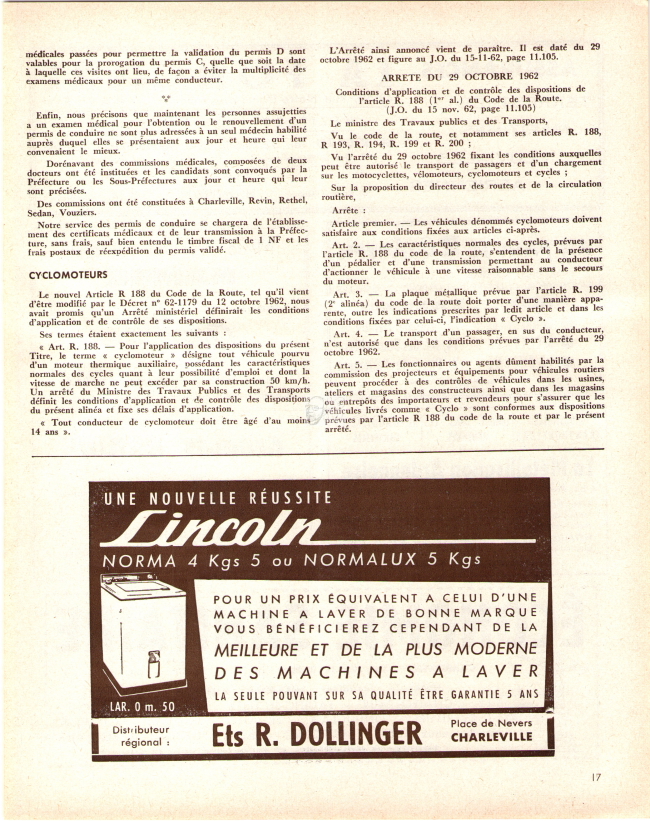 médicales passées pour permettre la validation du permis D sont
valables pour la prorogation du permis C, quelle que soit la date
à laquelle ces visites ont lieu, de façon a éviter la multiplicité des
examens médicaux pour un même conducteur.
Enfin, nous précisons que maintenant les personnes assujetties
a un examen médical pour l'obtention ou le renouvellement d'un
permis de conduire ne sont plus adressées à un seul médecin habilité
auprès duquel elles se présentaient aux jour et heure qui leur
convenaient le mieux.
Dorénavant des commissions médicales, composées de deux
docteurs ont été instituées et les candidats sont convoqués par la
Préfecture ou les Sous-Préfectures aux jour et heure qui leur
sont précisées.
Des commissions ont été constituées à Charleville, Revin, Rethel,
Sedan, Vouziers.
Notre service des permis de conduire se chargera de l'établisse-
ment des certificats médicaux et de leur transmission à la Préfec-
ture, sans frais, sauf bien entendu le timbre fiscal de 1 NF et les
frais postaux de réexpédition du permis validé.
CYCLOMOTEURS
Le nouvel Article R 188 du Code de la Route, tel qu'il vient
d'être modifié par le Décret n° 62-1179 du 12 octobre 1962, nous
avait promis qu'un Arrêté ministériel définirait les conditions
d'application et de contrôle de ses dispositions.
Ses termes étaient exactement les suivants :
« Art. R. 188. — Pour l'application des dispositions du présent
Titre, le terme « cyclomoteur » désigne tout véhicule pourvu
d'un moteur thermique auxiliaire, possédant les caractéristiques
normales des cycles quant à leur possibilité d'emploi et dont la
vitesse de marche ne peut excéder par sa construction 50 km/h.
Un arrêté du Ministre des Travaux Publics et des Transports
définit les conditions d'application et de contrôle des dispositions
du présent alinéa et fixe ses délais d'application.
« Tout conducteur de cyclomoteur doit être âgé d'au moins
14 ans ».
L'Arrêté ainsi annoncé vient de paraître. Il est daté du 29
octobre 1962 et figure au J.O. du 15-11-62, page 11.105.
ARRETE DU 29 OCTOBRE 1962
Conditions d'application et de contrôle des dispositions de
l'article R. 188 (1er al.) du Code de la Route.
(J.O. du 15 nov. 62, page 11.105)
Le ministre des Travaux publics et des Transports,
Vu le code de la route, et notamment ses articles R. 188,
R 193, R. 194, R. 199 et R. 200 ;
Vu l'arrêté du 29 octobre 1962 fixant les conditions auxquelles
peut être autorisé le transport de passagers et d'un chargement
sur les motocyclettes, vélomoteurs, cyclomoteurs et cycles ;
Sur la proposition du directeur des routes et de la circulation
routière,
Arrête :
Article premier. — Les véhicules dénommés cyclomoteurs doivent
satisfaire aux conditions fixées aux articles ci-après.
Art. 2. — Les caractéristiques normales des cycles, prévues par
l'article R. 188 du code de la route, s'entendent de la présence
d'un pédalier et d'une transmission permettant au conducteur
d'actionner le véhicule à une vitesse raisonnable sans le secours
du moteur.
Art. 3. — La plaque métallique prévue par l'article R. 199
(2e alinéa) du code de la route doit porter d'une manière appa-
rente, outre les indications prescrites par ledit article et dans les
conditions fixées par celui-ci, l'indication « Cyclo ».
Art. 4. — Le transport d'un passager, en sus du conducteur,
n'est autorisé que dans les conditions prévues par l'arrêté du 29
octobre 1962.
Art. 5. — Les fonctionnaires ou agents dûment habilités par la
commission des projecteurs et équipements pour véhicules routiers
peuvent procéder à des contrôles de véhicules dans les usines,
ateliers et magasins des constructeurs ainsi que dans les magasins
ou entrepôts des importateurs et revendeurs pour s'assurer que les
véhicules livrés comme « Cyclo » sont conformes aux dispositions
prévues par l'article R 188 du code de la route et par le présent
arrêté.
UNE NOUVELLE RÉUSSITE
Lincoln
NORMA 4 Kgs 5 ou NORMALUX 5 Kgs
POUR UN PRIX ÉQUIVALENT A CELUI D'UNE
MACHINE A LAVER DE BONNE MARQUE
VOUS BÉNÉFICIEREZ CEPENDANT DE LA
MEILLEURE ET DE LA PLUS MODERNE
DES MACHINES A LAVER
LA SEULE POUVANT SUR SA QUALITÉ ÊTRE GARANTIE 5 ANS
LAR. 0 m. 50
Distributeur
régional :
Ets R. DOLLINGER
Place de Nevers
CHARLEVILLE
17